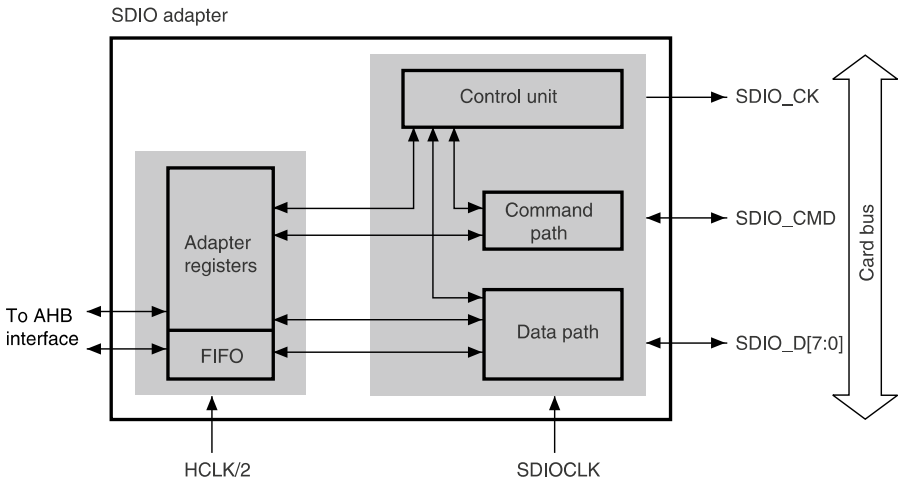 SDIO adapter
Control unit
SDIO_CK
Command
path
SDIO_CMD
Adapter
registers
Card bus
To AHB
interface
Data path
SDIO_D[7:0]
FIFO
HCLK/2
SDIOCLK